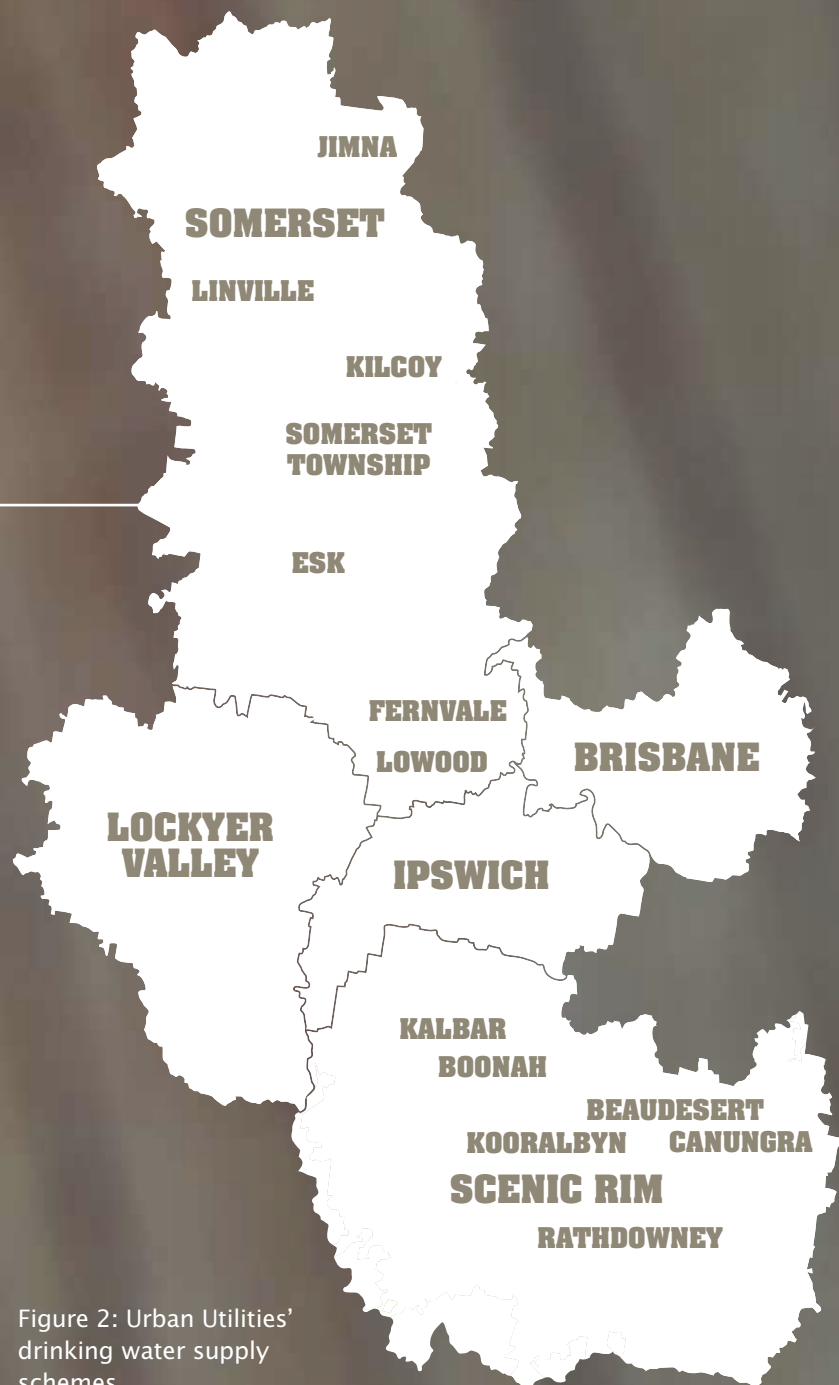 JIMNA
SOMERSET
LINVILLE
KILCOY
SOMERSET
TOWNSHIP
ESK
FERNVALE
LOWOOD
BRISBANE
LOCKYER
VALLEY
IPSWICH
KALBAR
BOONAH
BEAUDESERT
KOORALBYN CANUNGRA
SCENIC RIM
RATHDOWNEY
Figure 2: Urban Utilities’
drinking water supply
schemes